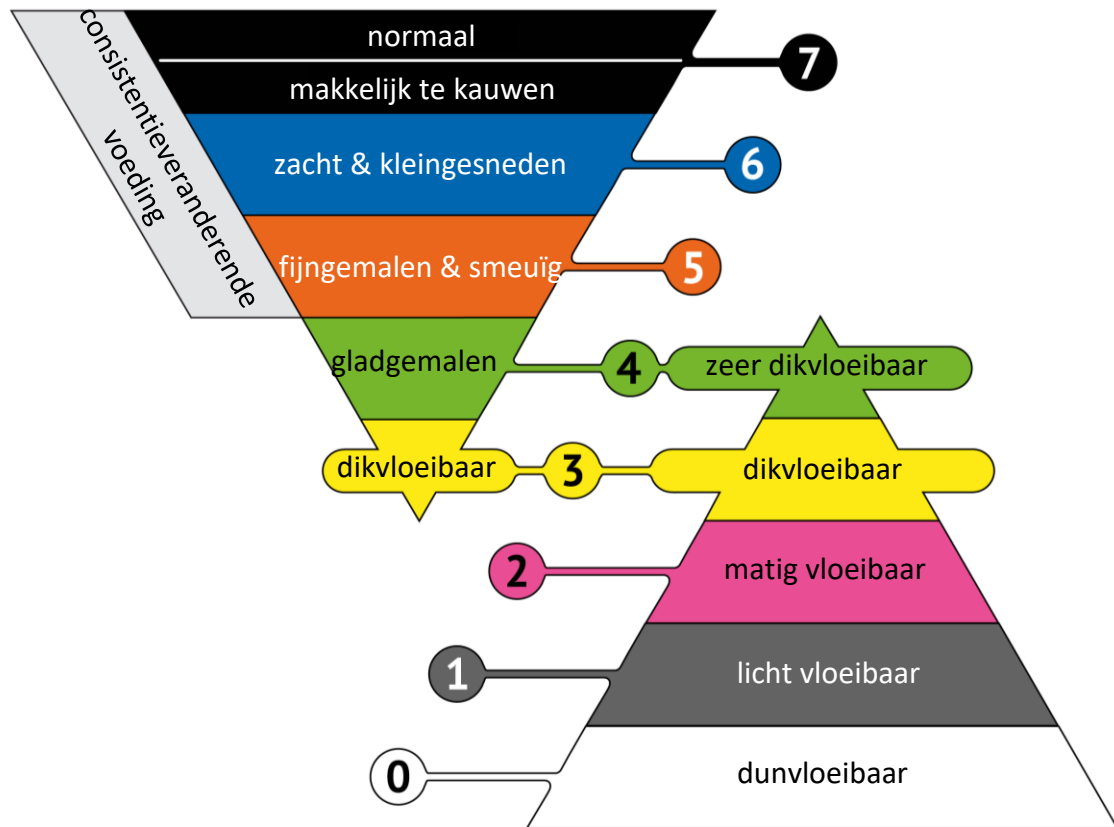 consistentieveranderende
voeding
normaal
7
makkelijk te kauwen
zacht & kleingesneden
6
fijngemalen & smeuïg
5
gladgemalen
4
zeer dikvloeibaar
dikvloeibaar
3
dikvloeibaar
2
matig vloeibaar
1
licht vloeibaar
0
dunvloeibaar